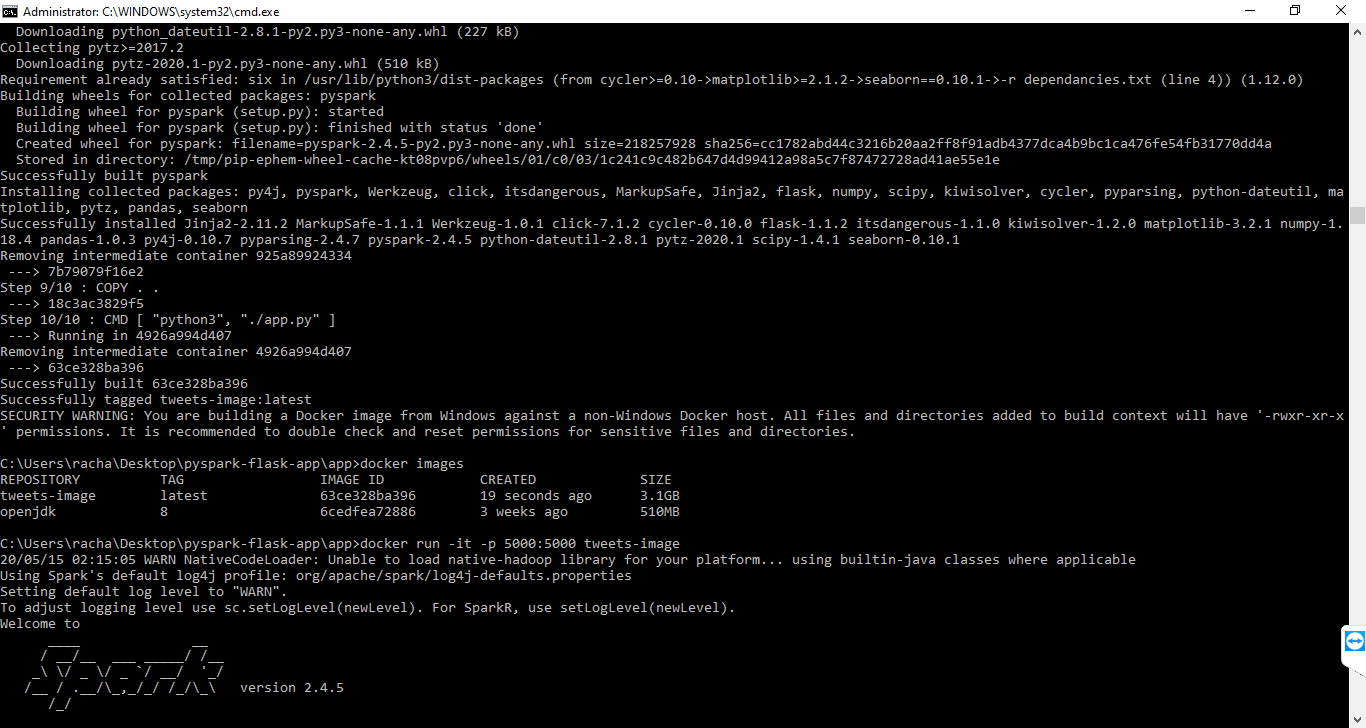 Administrator: C:\WINDOWS\system32\cmd.exe
Downloading python_dateutil-2.8.1-py2.py3-none-any.whl (227 kB)
Collecting pytz>=2017.2
Downloading pytz-2020.1-py2.py3-none-any.whl (510 kB)
Requirement already satisfied: six in /usr/lib/python3/dist-packages (from cycler>=0.10->matplotlib>=2.1.2->seaborn==0.10.1->-r dependancies.txt (line 4)) (1.12.0)
Building wheels for collected packages: pyspark
Building wheel for pyspark (setup.py): started
Building wheel for pyspark (setup.py): finished with status 'done'
Created wheel for pyspark: filename=pyspark-2.4.5-py2.py3-none-any.whl size=218257928 sha256=cc1782abd44c3216b20aa2ff8f91adb4377dca4b9bc1ca476fe54fb31770dd4a
Stored in directory: /tmp/pip-ephem-wheel-cache-kt08pvp6/wheels/01/c0/03/1c241c9c482b647d4d99412a98a5c7f87472728ad41ae55e1e
Successfully built pyspark
Installing collected packages: py4j, pyspark, Werkzeug, click, itsdangerous, MarkupSafe, Jinja2, flask, numpy, scipy, kiwisolver, cycler, pyparsing, python-dateutil, ma
tplotlib, pytz, pandas, seaborn
Successfully installed Jinja2-2.11.2 MarkupSafe-1.1.1 Werkzeug-1.0.1 click-7.1.2 cycler-0.10.0 flask-1.1.2 itsdangerous-1.1.0 kiwisolver-1.2.0 matplotlib-3.2.1 numpy-1.
18.4 pandas-1.0.3 py4j-0.10.7 pyparsing-2.4.7 pyspark-2.4.5 python-dateutil-2.8.1 pytz-2020.1 scipy-1.4.1 seaborn-0.10.1
Removing intermediate container 925a89924334
---> 7b79079f16e2
Step 9/10 : COPY . .
---> 18c3ac3829f5
Step 10/10 : CMD [ "python3", "./app.py" ]
---> Running in 4926a994d407
Removing intermediate container 4926a994d407
---> 63ce328ba396
Successfully built 63ce328ba396
Successfully tagged tweets-image:latest
SECURITY WARNING: You are building a Docker image from Windows against a non-Windows Docker host. All files and directories added to build context will have '-rwxr-xr-x
' permissions. It is recommended to double check and reset permissions for sensitive files and directories.
C:\Users\racha\Desktop\pyspark-flask-app\app>docker images
REPOSITORY TAG IMAGE ID CREATED SIZE
tweets-image latest 63ce328ba396 19 seconds ago 3.1GB
openjdk 8 6cedfea72886 3 weeks ago 510MB
C:\Users\racha\Desktop\pyspark-flask-app\app>docker run -it -p 5000:5000 tweets-image
20/05/15 02:15:05 WARN NativeCodeLoader: Unable to load native-hadoop library for your platform... using builtin-java classes where applicable
Using Spark's default log4j profile: org/apache/spark/log4j-defaults.properties
Setting default log level to "WARN".
To adjust logging level use sc.setLogLevel(newLevel). For SparkR, use setLogLevel(newLevel).
Welcome to
Spark version 2.4.5